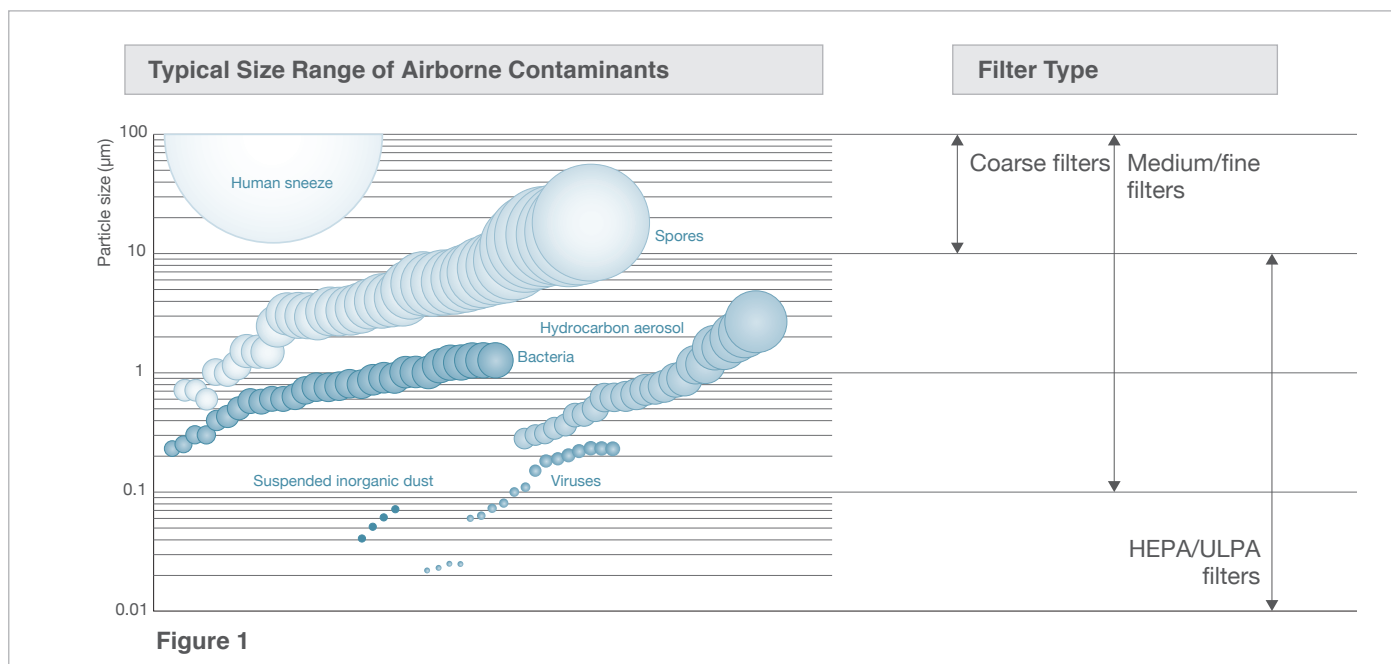 Typical Size Range of Airborne Contaminants
Filter Type
Particle size (µm)
100
10
1
0.1
0.01
Human sneeze
Spores
Hydrocarbon aerosol
Bacteria
Suspended inorganic dust
Viruses
Coarse filters
Medium/fine
filters
HEPA/ULPA
filters
Figure 1